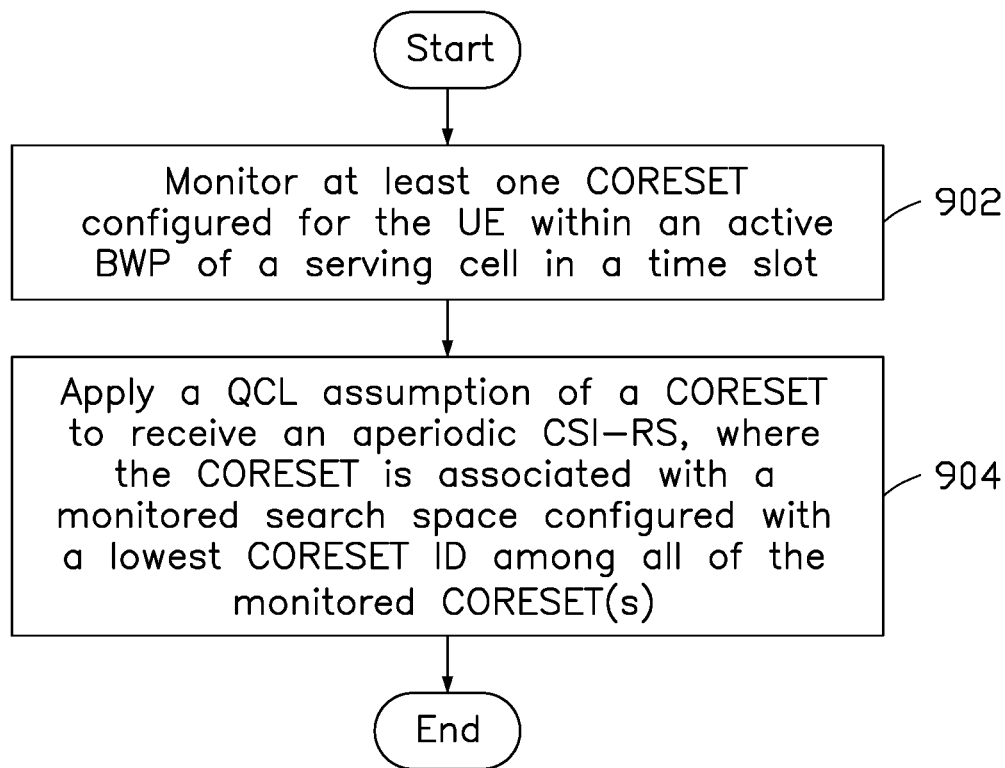 Start
Monitor at least one CORESET
configured for the UE within an active
BWP of a serving cell in a time slot
902
Apply a QCL assumption of a CORESET
to receive an aperiodic CSI-RS, where
the CORESET is associated with a
monitored search space configured with
a lowest CORESET ID among all of the
monitored CORESET(s)
904
End